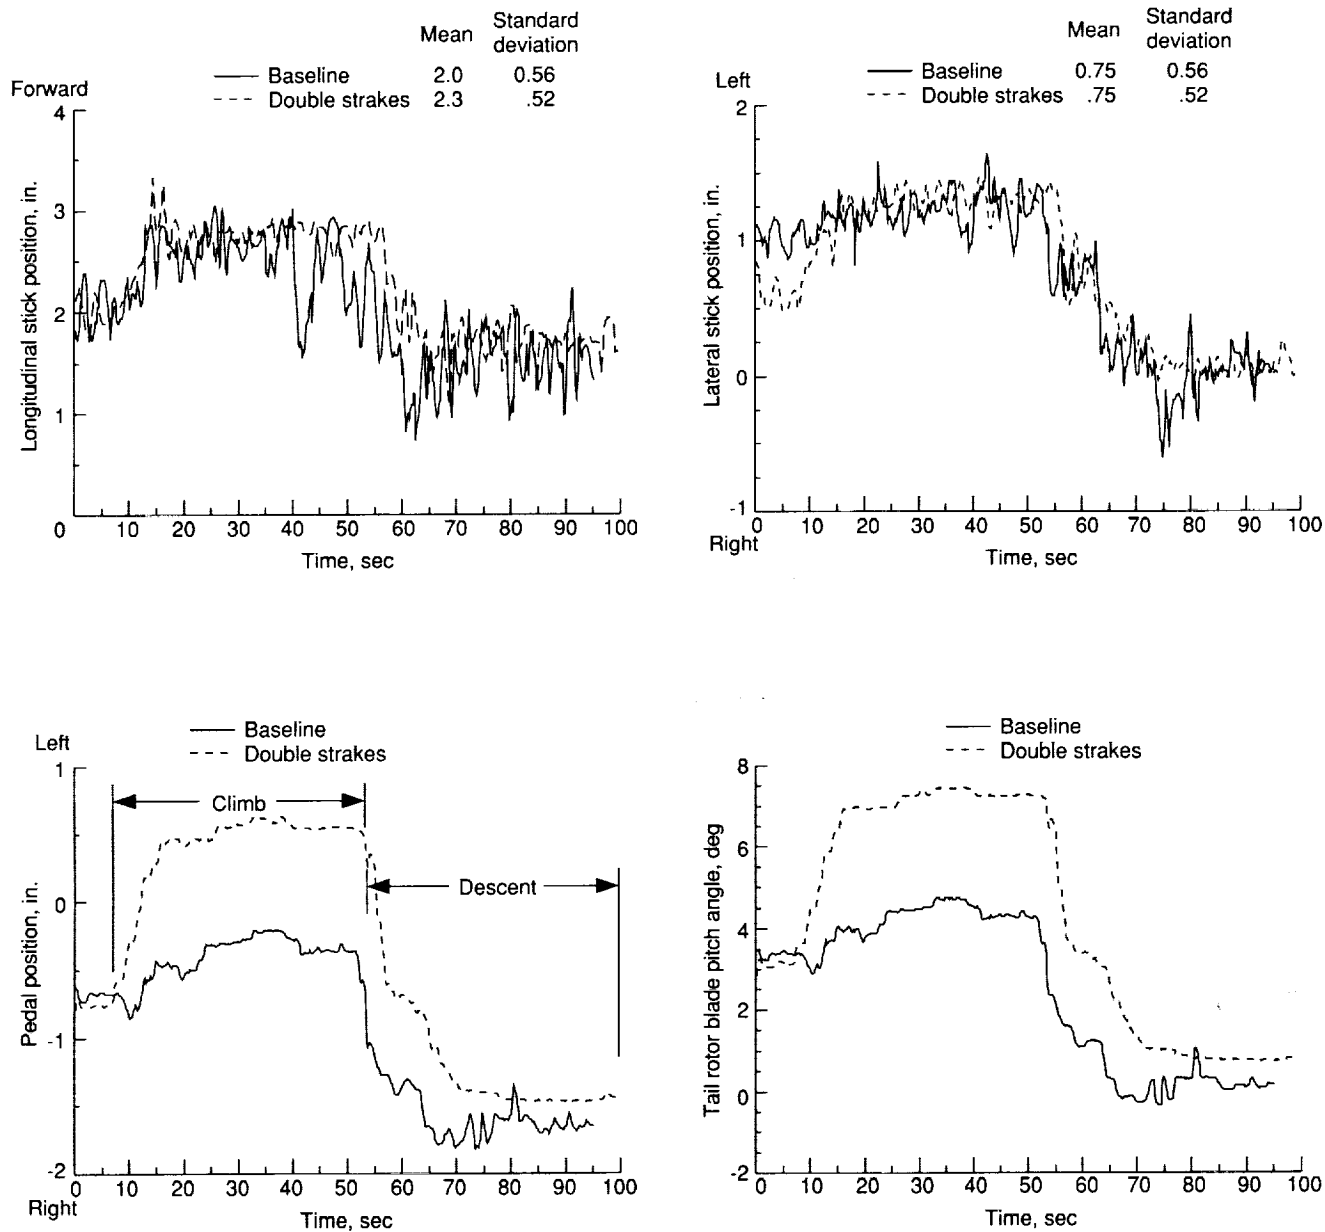 Mean Standard deviation
Baseline 2.0 0.56
Double strakes 2.3 .52
Forward
4
3
2
1
0 10 20 30 40 50 60 70 80 90 100
Longitudinal stick position, in.
Time, sec
Mean Standard deviation
Left
Baseline 0.75 0.56
Double strakes .75 .52
2
1
0
-1
0 10 20 30 40 50 60 70 80 90 100
Lateral stick position, in.
Right
Time, sec
Baseline
Left
Double strakes
1
Climb
0
Descent
-1
-2
0 10 20 30 40 50 60 70 80 90 100
Pedal position, in.
Right
Time, sec
Baseline
Double strakes
8
6
4
2
0
-2
0 10 20 30 40 50 60 70 80 90 100
Tail rotor blade pitch angle, deg
Time, sec